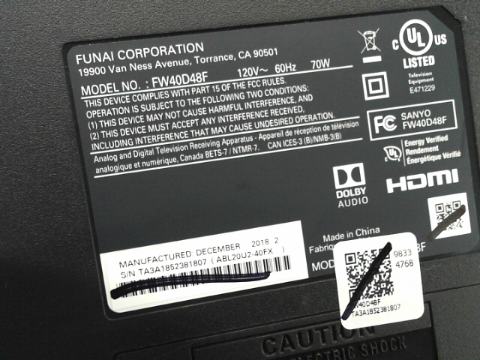 FUNAI CORPORATION
19900 Van Ness Avenue, Torrance, CA 90501
MODEL NO. : FW40D48F 120V~ 60Hz 70W
THIS DEVICE COMPLIES WITH PART 15 OF THE FCC RULES.
OPERATION IS SUBJECT TO THE FOLLOWING TWO CONDITIONS:
(1) THIS DEVICE MAY NOT CAUSE HARMFUL INTERFERENCE, AND
(2) THIS DEVICE MUST ACCEPT ANY INTERFERENCE RECEIVED,
INCLUDING INTERFERENCE THAT MAY CAUSE UNDESIRED OPERATION.
Analog and Digital Television Receiving Apparatus - Appareil de réception de télévision
analogique et numérique, Canada BETS-7 / NTMR-7. CAN ICES-3 (B)/NMB-3(B)
C UL US
LISTED
Television
Equipment
E471229
FC SANYO
FW40D48F
Energy Verified
Rendement
Énergétique Vérifié
DOLBY
AUDIO
HDMI
Made in China
MANUFACTURED: DECEMBER 2018 2
S/N TA3A1852381807 ( ABL20U2-40FX )
9833
4768
TA3A1852381807
CAUTION
ELECTRIC SHOCK